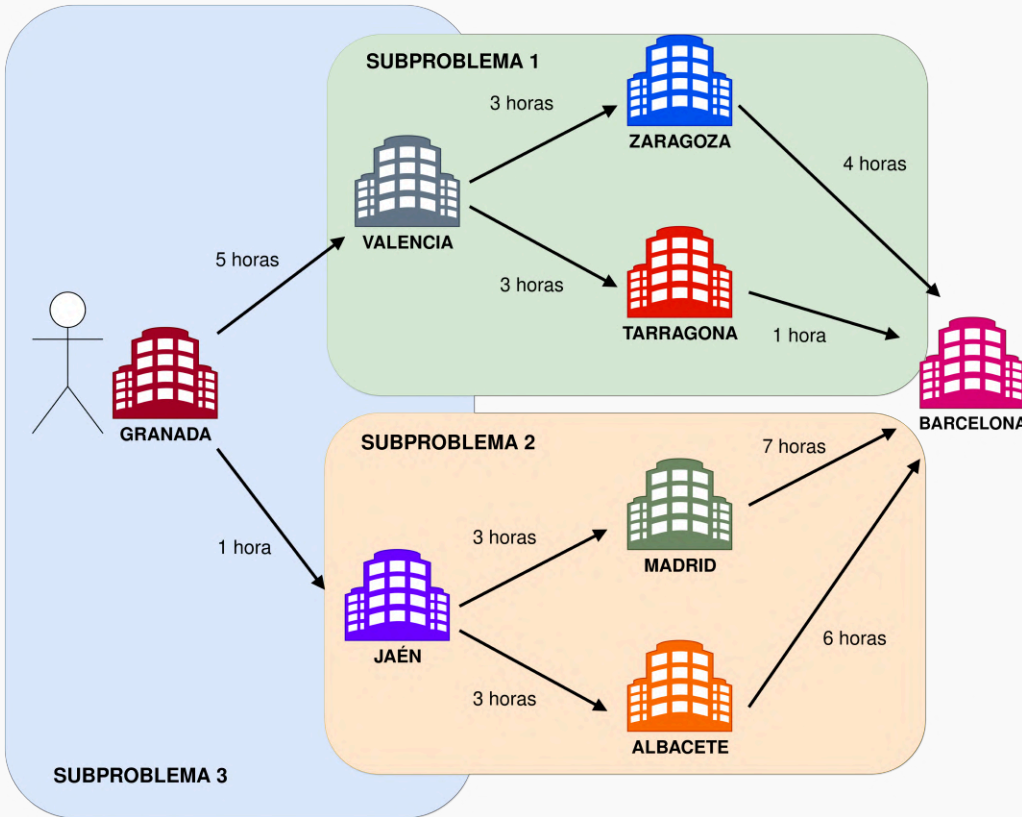 SUBPROBLEMA 1
3 horas
ZARAGOZA
4 horas
VALENCIA
5 horas
3 horas
TARRAGONA
1 hora
GRANADA
BARCELONA
SUBPROBLEMA 2
7 horas
1 hora
3 horas
MADRID
JAÉN
6 horas
3 horas
ALBACETE
SUBPROBLEMA 3